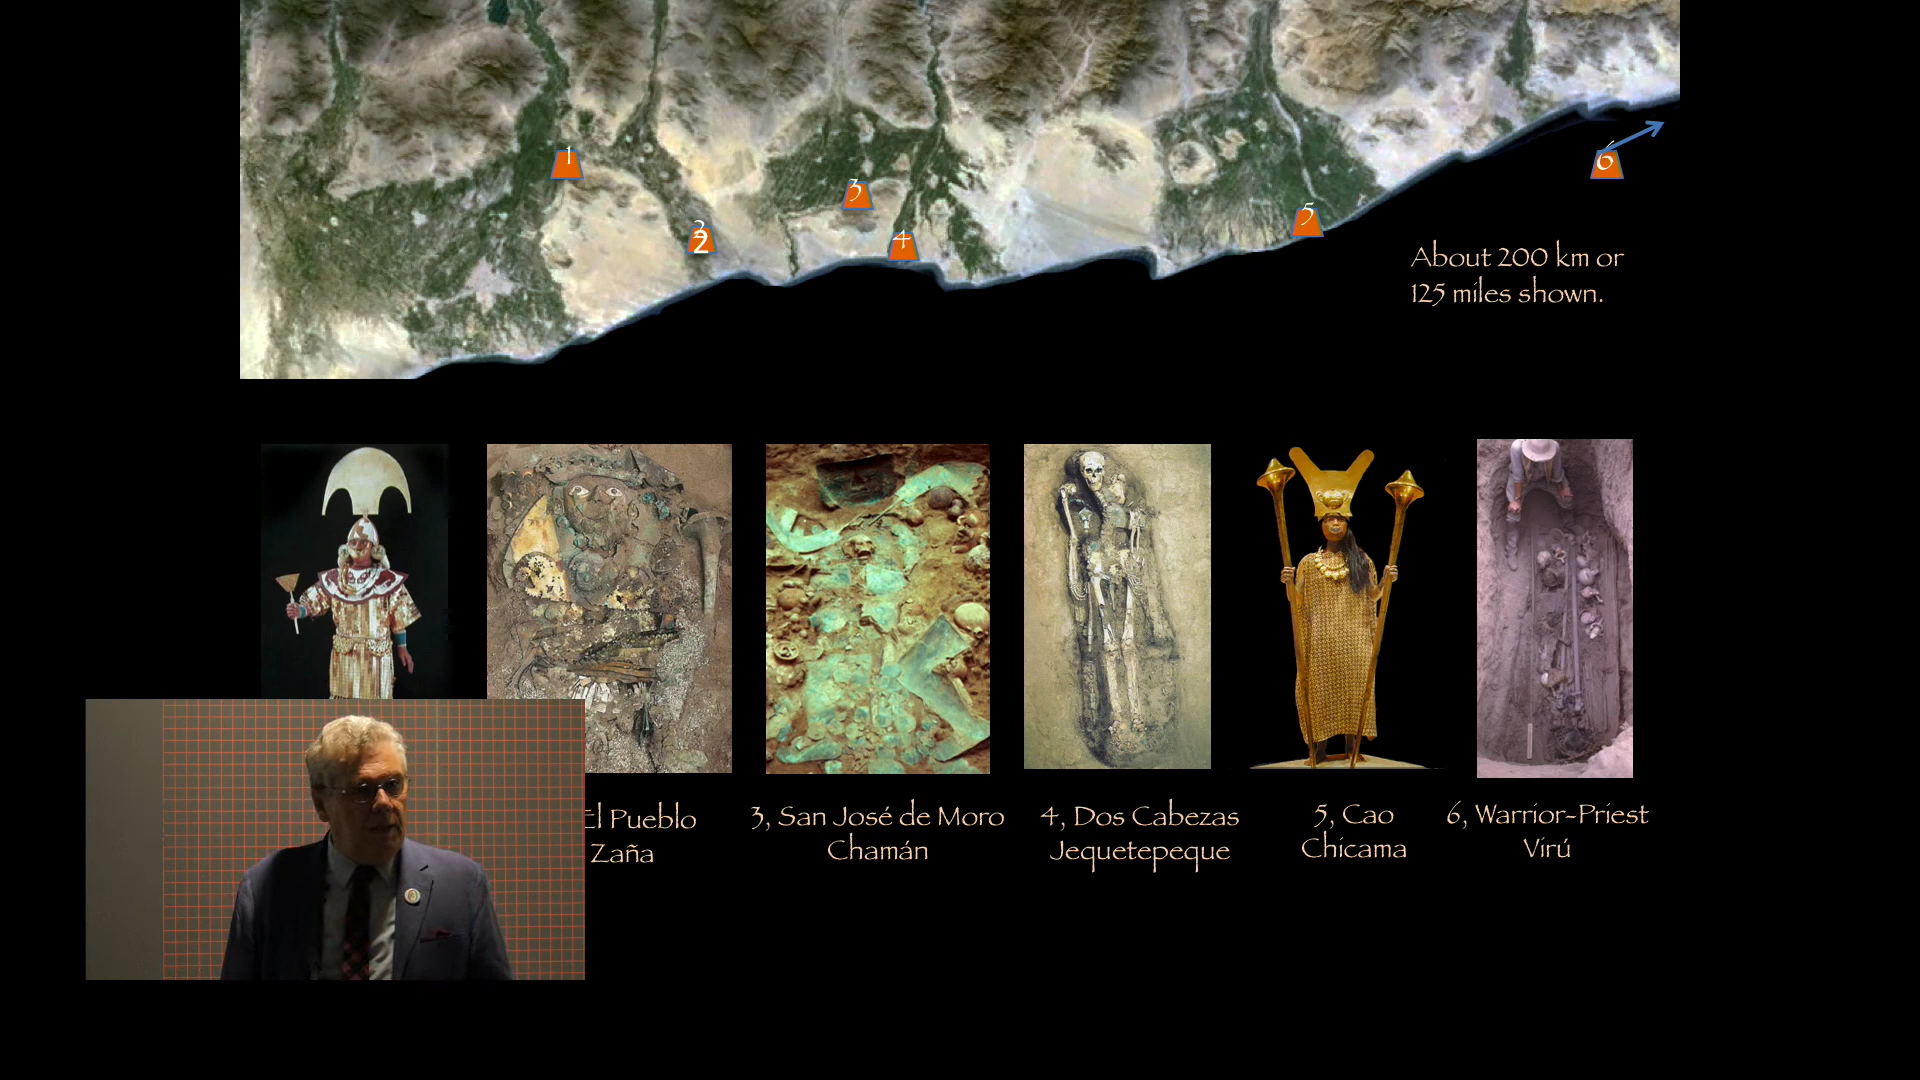 1
2
2
3
4
5
6
About 200 km or
125 miles shown.
El Pueblo
Zaña
3, San José de Moro
Chamán
4, Dos Cabezas
Jequetepeque
5, Cao
Chicama
6, Warrior-Priest
Virú